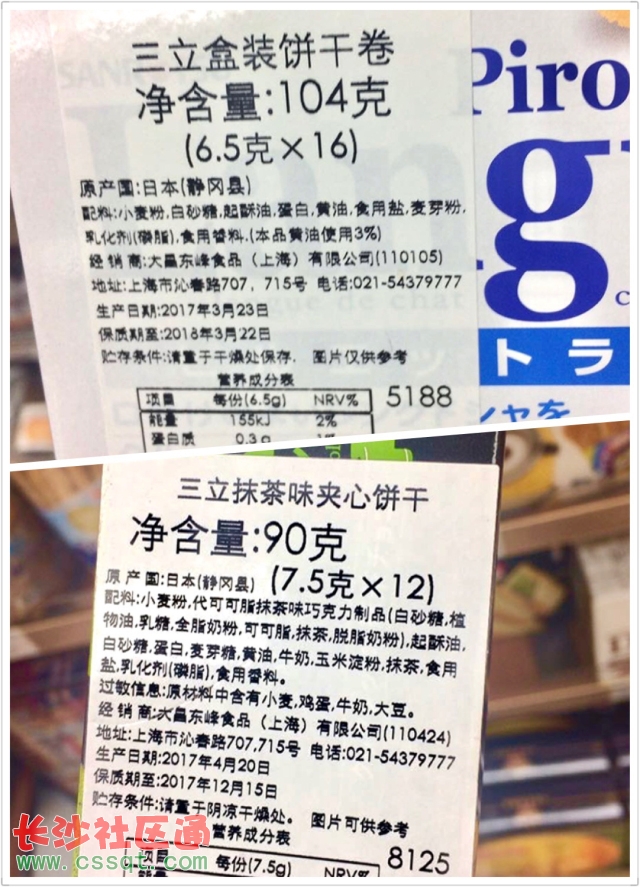 SANR
三立盒装饼干卷
净含量:104克
(6.5克×16)
原产国:日本(静冈县)
配料:小麦粉,白砂糖,起酥油,蛋白,黄油,食用盐,麦芽粉,
乳化剂(磷脂),食用香料.(本品黄油使用3%)
经 销 商:大昌东峰食品（上海）有限公司(110105)
地址:上海市沁春路707，715号 电话:021-54379777
生产日期:2017年3月23日
保质期至:2018年3月22日
贮存条件:请置于干燥处保存. 图片仅供参考
营养成分表
项目 每份(6.5g) NRV%
能量 155kJ 2%
蛋白质 0.3 g 1%
5188
Piro
ng
langue de chat
トラ
シャを
三立抹茶味夹心饼干
净含量:90克
(7.5克×12)
原 产 国:日本(静冈县)
配料:小麦粉,代可可脂抹茶味巧克力制品(白砂糖,植
物油,乳糖,全脂奶粉,可可脂,抹茶,脱脂奶粉),起酥油,
白砂糖,蛋白,麦芽糖,黄油,牛奶,玉米淀粉,抹茶,食用
盐,乳化剂(磷脂),食用香料。
过敏信息:原材料中含有小麦,鸡蛋,牛奶,大豆。
经 销 商:大昌东峰食品（上海）有限公司(110424)
地址:上海市沁春路707,715号 电话:021-54379777
生产日期:2017年4月20日
保质期至:2017年12月15日
贮存条件:请置于阴凉干燥处。 图片可供参考
营养成分表
项目 每份(7.5g) NRV%
8125
长沙社区通
www.cssqt.com